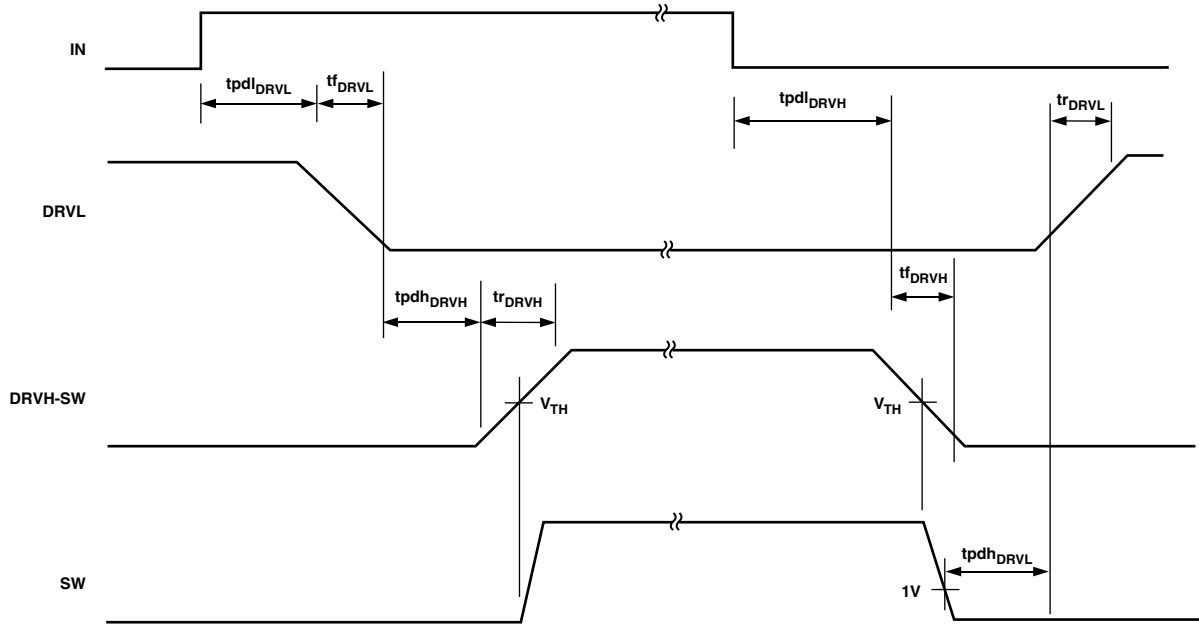 IN
tpdlDRVL
tfDRVL
tpdlDRVH
trDRVL
DRVL
tpdhDRVH
trDRVH
tfDRVH
DRVH-SW
VTH
VTH
SW
1V
tpdhDRVL